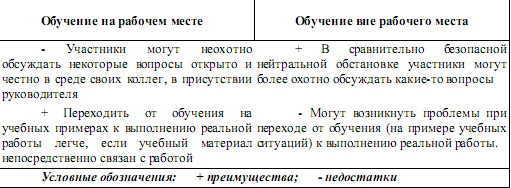 Обучение на рабочем месте
Обучение вне рабочего места
- Участники могут неохотно
обсуждать некоторые вопросы открыто и
честно в среде своих коллег, в присутствии
руководителя
+ В сравнительно безопасной
нейтральной обстановке участники могут
более охотно обсуждать какие-то вопросы
+ Переходить от обучения на
учебных примерах к выполнению реальной
работы легче, если учебный материал
непосредственно связан с работой
- Могут возникнуть проблемы при
переходе от обучения (на примере учебных
ситуаций) к выполнению реальной работы.
Условные обозначения: + преимущества; - недостатки